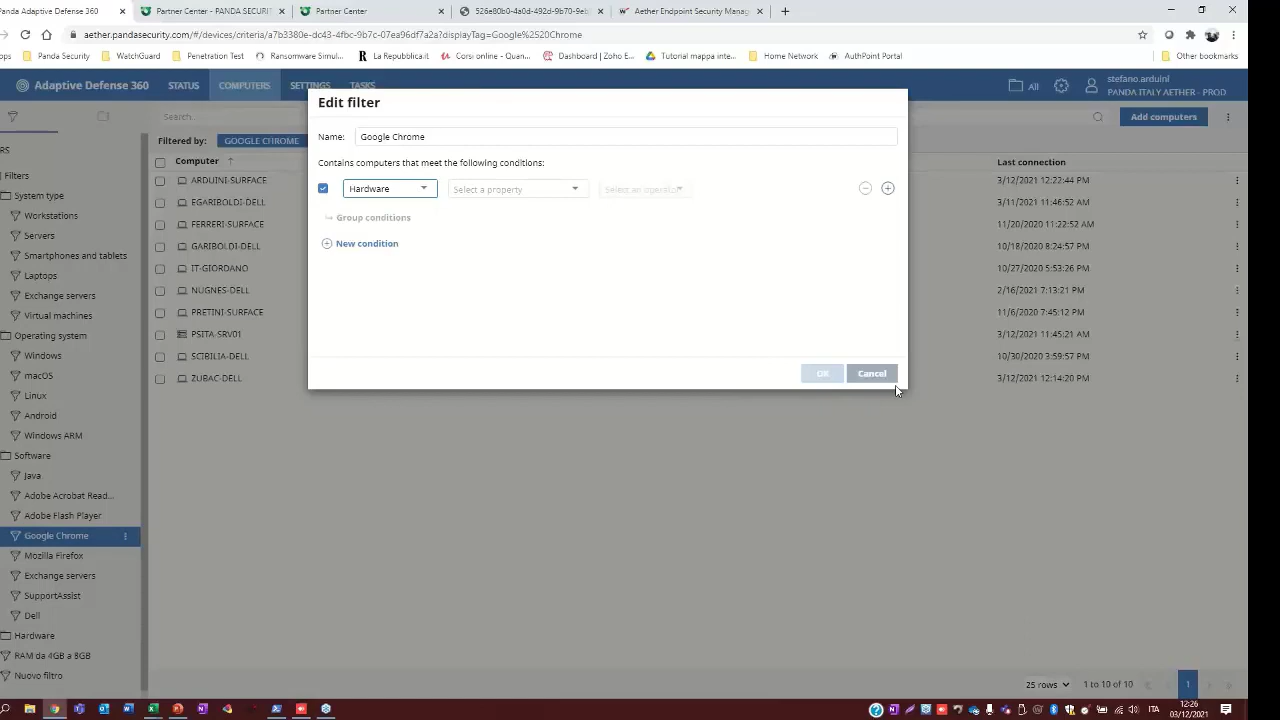 anda Adaptive Defense 360
Partner Center - PANDA SECURIT
Partner Center
526e80b0-4a0d-492d-9b70-9eb
Aether Endpoint Security Manag
aether.pandasecurity.com/#/devices/criteria/a7b3380e-dc43-4fbc-9b7c-07ea96df7a2a?displayTag=Google%2520Chrome
Panda Security
WatchGuard
Penetration Test
Ransomware Simul...
La Repubblica.it
Corsi online - Quan...
Dashboard | Zoho E...
Tutorial mappa inte...
Home Network
AuthPoint Portal
Other bookmarks
Adaptive Defense 360
STATUS
COMPUTERS
SETTINGS
TASKS
All
stefano.arduini
PANDA ITALY AETHER - PROD
Edit filter
Name: Google Chrome
Contains computers that meet the following conditions:
Hardware Select a property Select an operator
Group conditions
New condition
OK Cancel
Search...
Add computers
Filtered by: GOOGLE CHROME
Computer
Last connection
ARDUINI-SURFACE 3/12/2021 12:22:44 PM
EGARIBOLDI-DELL 3/11/2021 11:46:52 AM
FERRERI-SURFACE 11/20/2020 11:22:52 AM
GARIBOLDI-DELL 10/18/2020 8:24:57 PM
IT-GIORDANO 10/27/2020 5:53:26 PM
NUGNES-DELL 2/16/2021 7:13:21 PM
PRETINI-SURFACE 11/6/2020 7:45:12 PM
PSITA-SRV01 3/12/2021 11:45:21 AM
SCIBILIA-DELL 10/30/2020 3:59:57 PM
ZUBAC-DELL 3/12/2021 12:14:20 PM
RS
Filters
System type
Workstations
Servers
Smartphones and tablets
Laptops
Exchange servers
Virtual machines
Operating system
Windows
macOS
Linux
Android
Windows ARM
Software
Java
Adobe Acrobat Read...
Adobe Flash Player
Google Chrome
Mozilla Firefox
Exchange servers
SupportAssist
Dell
Hardware
RAM da 4GB a 8GB
Nuovo filtro
25 rows
1 to 10 of 10
1
ITA
12:26
03/12/2021